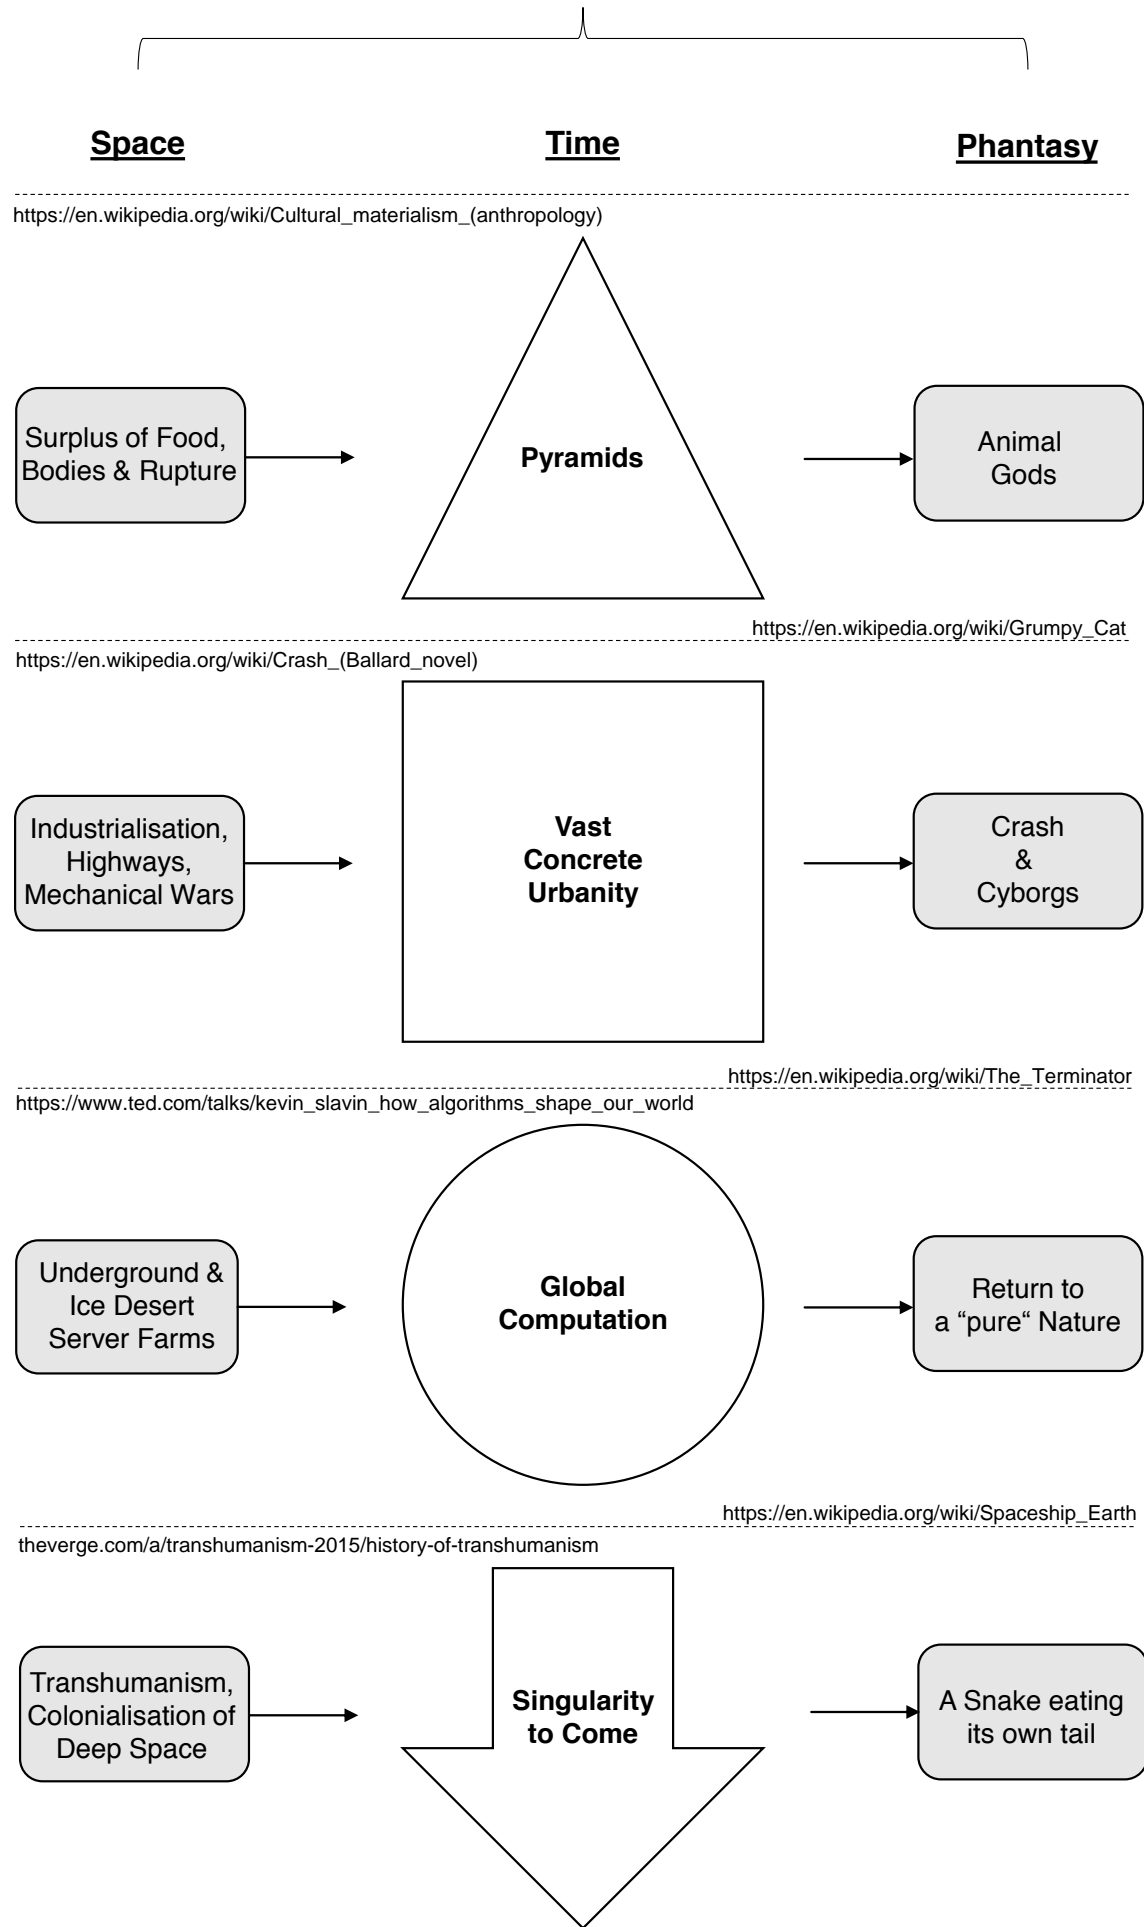 Space
Time
Phantasy
https://en.wikipedia.org/wiki/Cultural_materialism_(anthropology)
Surplus of Food,
Bodies & Rupture
Pyramids
Animal
Gods
https://en.wikipedia.org/wiki/Grumpy_Cat
https://en.wikipedia.org/wiki/Crash_(Ballard_novel)
Industrialisation,
Highways,
Mechanical Wars
Vast
Concrete
Urbanity
Crash
&
Cyborgs
https://en.wikipedia.org/wiki/The_Terminator
https://www.ted.com/talks/kevin_slavin_how_algorithms_shape_our_world
Underground &
Ice Desert
Server Farms
Global
Computation
Return to
a “pure“ Nature
https://en.wikipedia.org/wiki/Spaceship_Earth
theverge.com/a/transhumanism-2015/history-of-transhumanism
Transhumanism,
Colonialisation of
Deep Space
Singularity
to Come
A Snake eating
its own tail